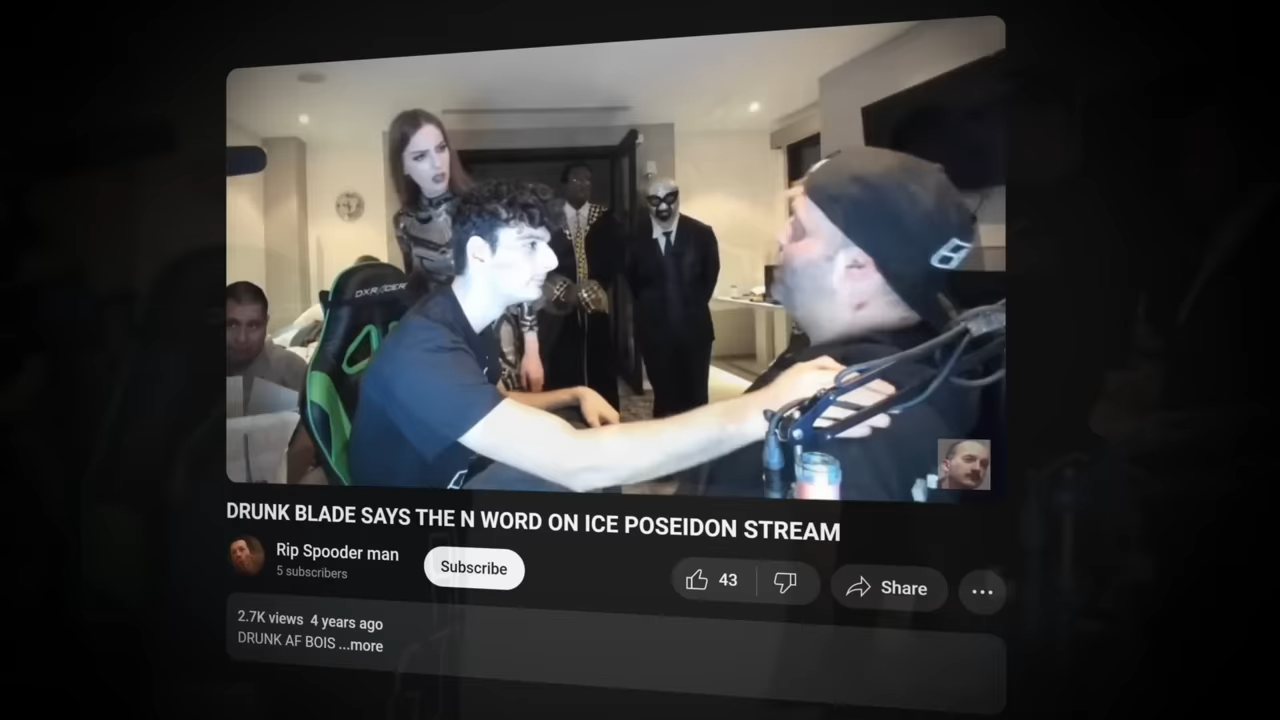 DXRACER
DRUNK BLADE SAYS THE N WORD ON ICE POSEIDON STREAM
Rip Spooder man
5 subscribers
Subscribe
43
Share
2.7K views 4 years ago
DRUNK AF BOIS ...more